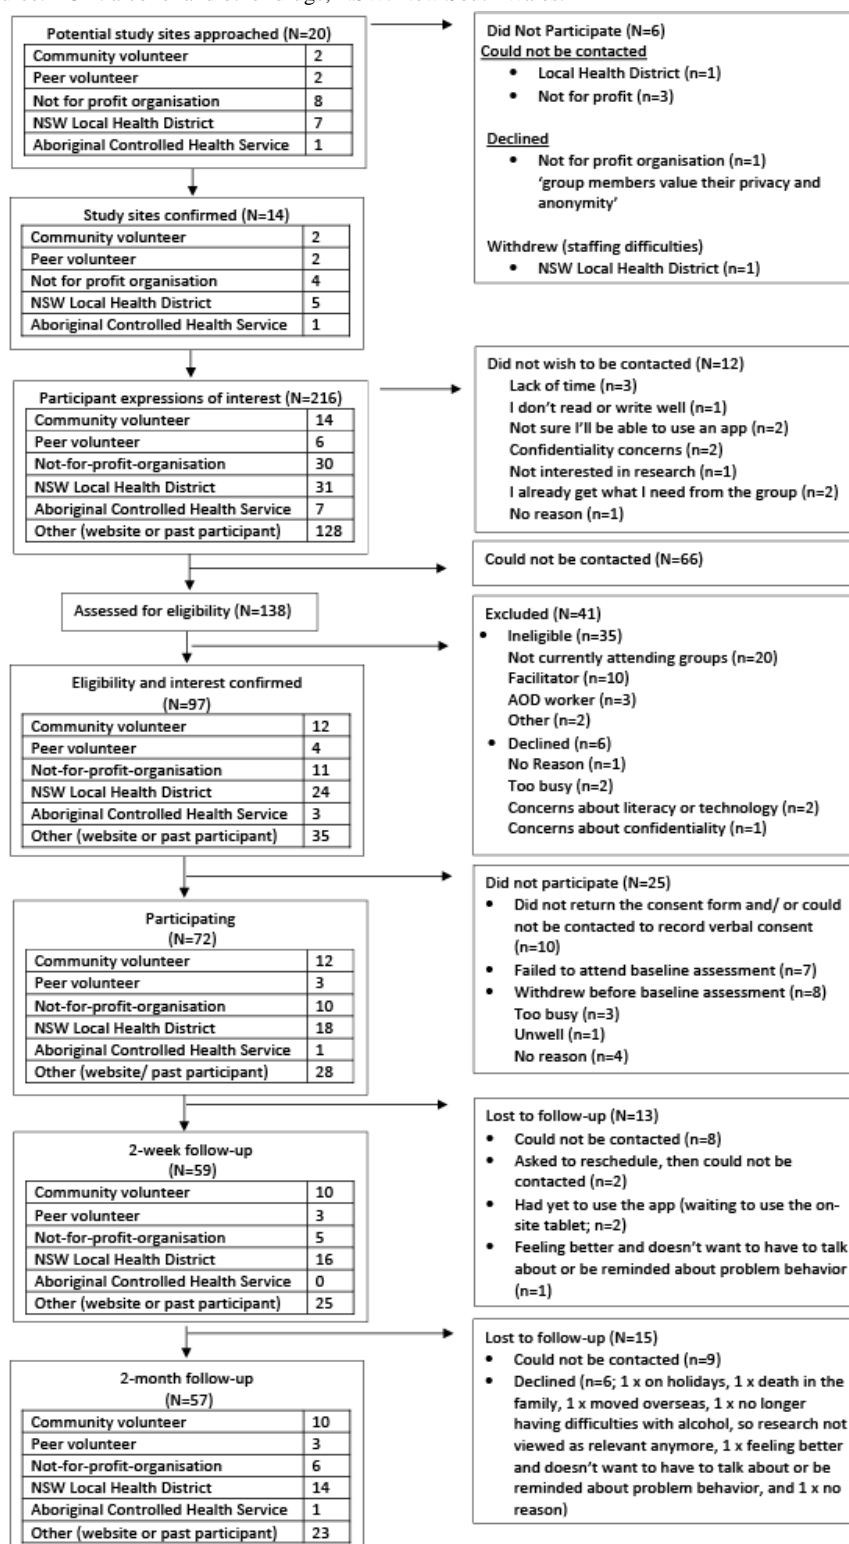 Potential study sites approached (N=20)
Community volunteer 2
Peer volunteer 2
Not for profit organisation 8
NSW Local Health District 7
Aboriginal Controlled Health Service 1
Did Not Participate (N=6)
Could not be contacted
• Local Health District (n=1)
• Not for profit (n=3)
Declined
• Not for profit organisation (n=1)
‘group members value their privacy and
anonymity’
Withdrew (staffing difficulties)
• NSW Local Health District (n=1)
Study sites confirmed (N=14)
Community volunteer 2
Peer volunteer 2
Not for profit organisation 4
NSW Local Health District 5
Aboriginal Controlled Health Service 1
Participant expressions of interest (N=216)
Community volunteer 14
Peer volunteer 6
Not-for-profit-organisation 30
NSW Local Health District 31
Aboriginal Controlled Health Service 7
Other (website or past participant) 128
Did not wish to be contacted (N=12)
Lack of time (n=3)
I don’t read or write well (n=1)
Not sure I’ll be able to use an app (n=2)
Confidentiality concerns (n=2)
Not interested in research (n=1)
I already get what I need from the group (n=2)
No reason (n=1)
Could not be contacted (N=66)
Assessed for eligibility (N=138)
Excluded (N=41)
• Ineligible (n=35)
Not currently attending groups (n=20)
Facilitator (n=10)
AOD worker (n=3)
Other (n=2)
• Declined (n=6)
No Reason (n=1)
Too busy (n=2)
Concerns about literacy or technology (n=2)
Concerns about confidentiality (n=1)
Eligibility and interest confirmed
(N=97)
Community volunteer 12
Peer volunteer 4
Not-for-profit-organisation 11
NSW Local Health District 24
Aboriginal Controlled Health Service 3
Other (website or past participant) 35
Did not participate (N=25)
• Did not return the consent form and/ or could
not be contacted to record verbal consent
(n=10)
• Failed to attend baseline assessment (n=7)
• Withdrew before baseline assessment (n=8)
Too busy (n=3)
Unwell (n=1)
No reason (n=4)
Participating
(N=72)
Community volunteer 12
Peer volunteer 3
Not-for-profit-organisation 10
NSW Local Health District 18
Aboriginal Controlled Health Service 1
Other (website/ past participant) 28
Lost to follow-up (N=13)
• Could not be contacted (n=8)
• Asked to reschedule, then could not be
contacted (n=2)
• Had yet to use the app (waiting to use the on-
site tablet; n=2)
• Feeling better and doesn’t want to have to talk
about or be reminded about problem behavior
(n=1)
2-week follow-up
(N=59)
Community volunteer 10
Peer volunteer 3
Not-for-profit-organisation 5
NSW Local Health District 16
Aboriginal Controlled Health Service 0
Other (website or past participant) 25
Lost to follow-up (N=15)
• Could not be contacted (n=9)
• Declined (n=6; 1 x on holidays, 1 x death in the
family, 1 x moved overseas, 1 x no longer
having difficulties with alcohol, so research not
viewed as relevant anymore, 1 x feeling better
and doesn’t want to have to talk about or be
reminded about problem behavior, and 1 x no
reason)
2-month follow-up
(N=57)
Community volunteer 10
Peer volunteer 3
Not-for-profit-organisation 6
NSW Local Health District 14
Aboriginal Controlled Health Service 1
Other (website or past participant) 23